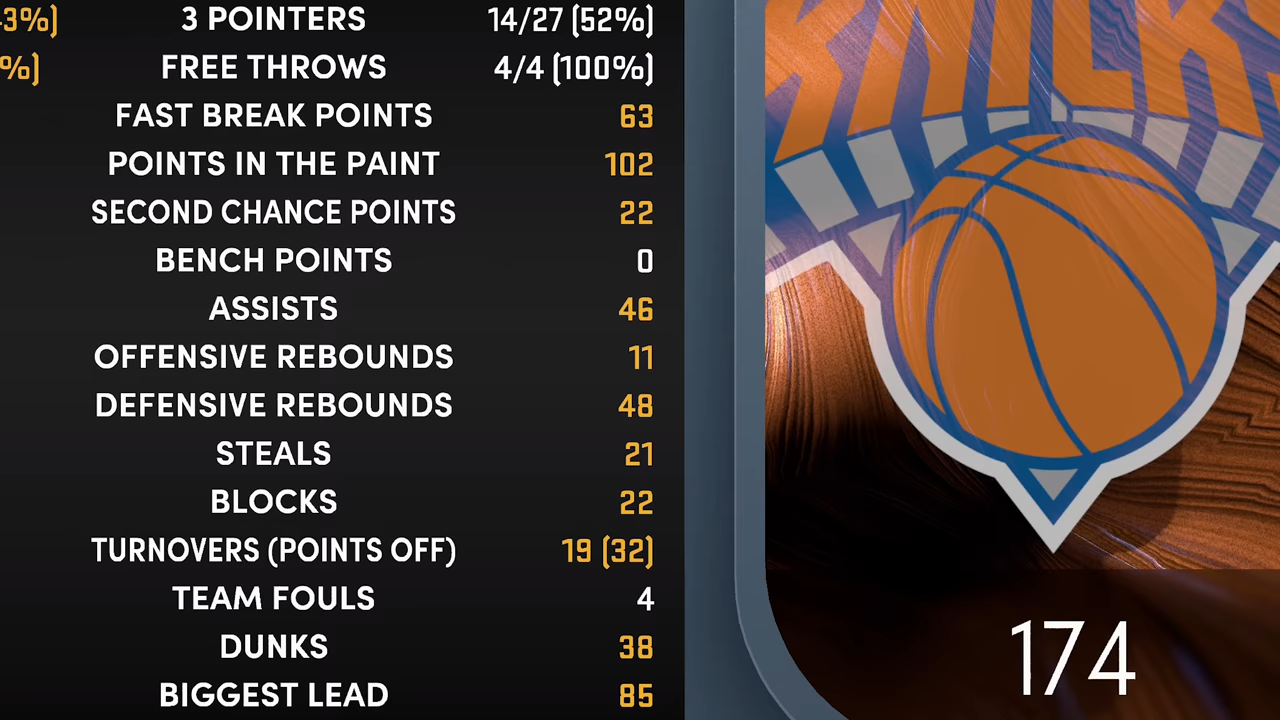 3%) 3 POINTERS 14/27 (52%)
%) FREE THROWS 4/4 (100%)
FAST BREAK POINTS 63
POINTS IN THE PAINT 102
SECOND CHANCE POINTS 22
BENCH POINTS 0
ASSISTS 46
OFFENSIVE REBOUNDS 11
DEFENSIVE REBOUNDS 48
STEALS 21
BLOCKS 22
TURNOVERS (POINTS OFF) 19 (32)
TEAM FOULS 4
DUNKS 38
BIGGEST LEAD 85
KNICK
174